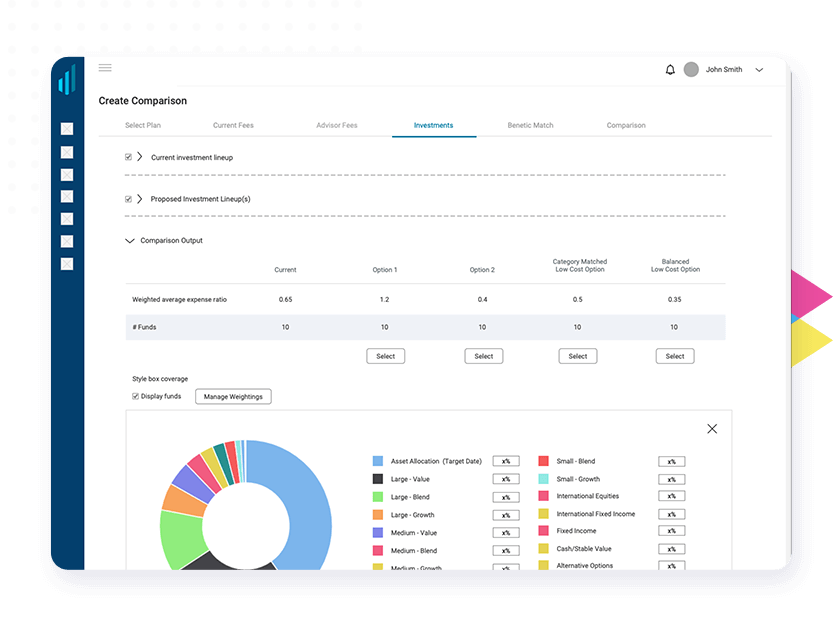 John Smith
Create Comparison
Select Plan Current Fees Advisor Fees Investments Benetic Match Comparison
Current investment lineup
Proposed Investment Lineup(s)
Comparison Output
Current Option 1 Option 2 Category Matched Low Cost Option Balanced Low Cost Option
Weighted average expense ratio 0.65 1.2 0.4 0.5 0.35
# Funds 10 10 10 10 10
Select Select Select Select
Style box coverage
Display funds Manage Weightings
Asset Allocation (Target Date) x% Small - Blend x%
Large - Value x% Small - Growth x%
Large - Blend x% International Equities x%
Large - Growth x% International Fixed Income x%
Medium - Value x% Fixed Income x%
Medium - Blend x% Cash/Stable Value x%
Medium - Growth x% Alternative Options x%